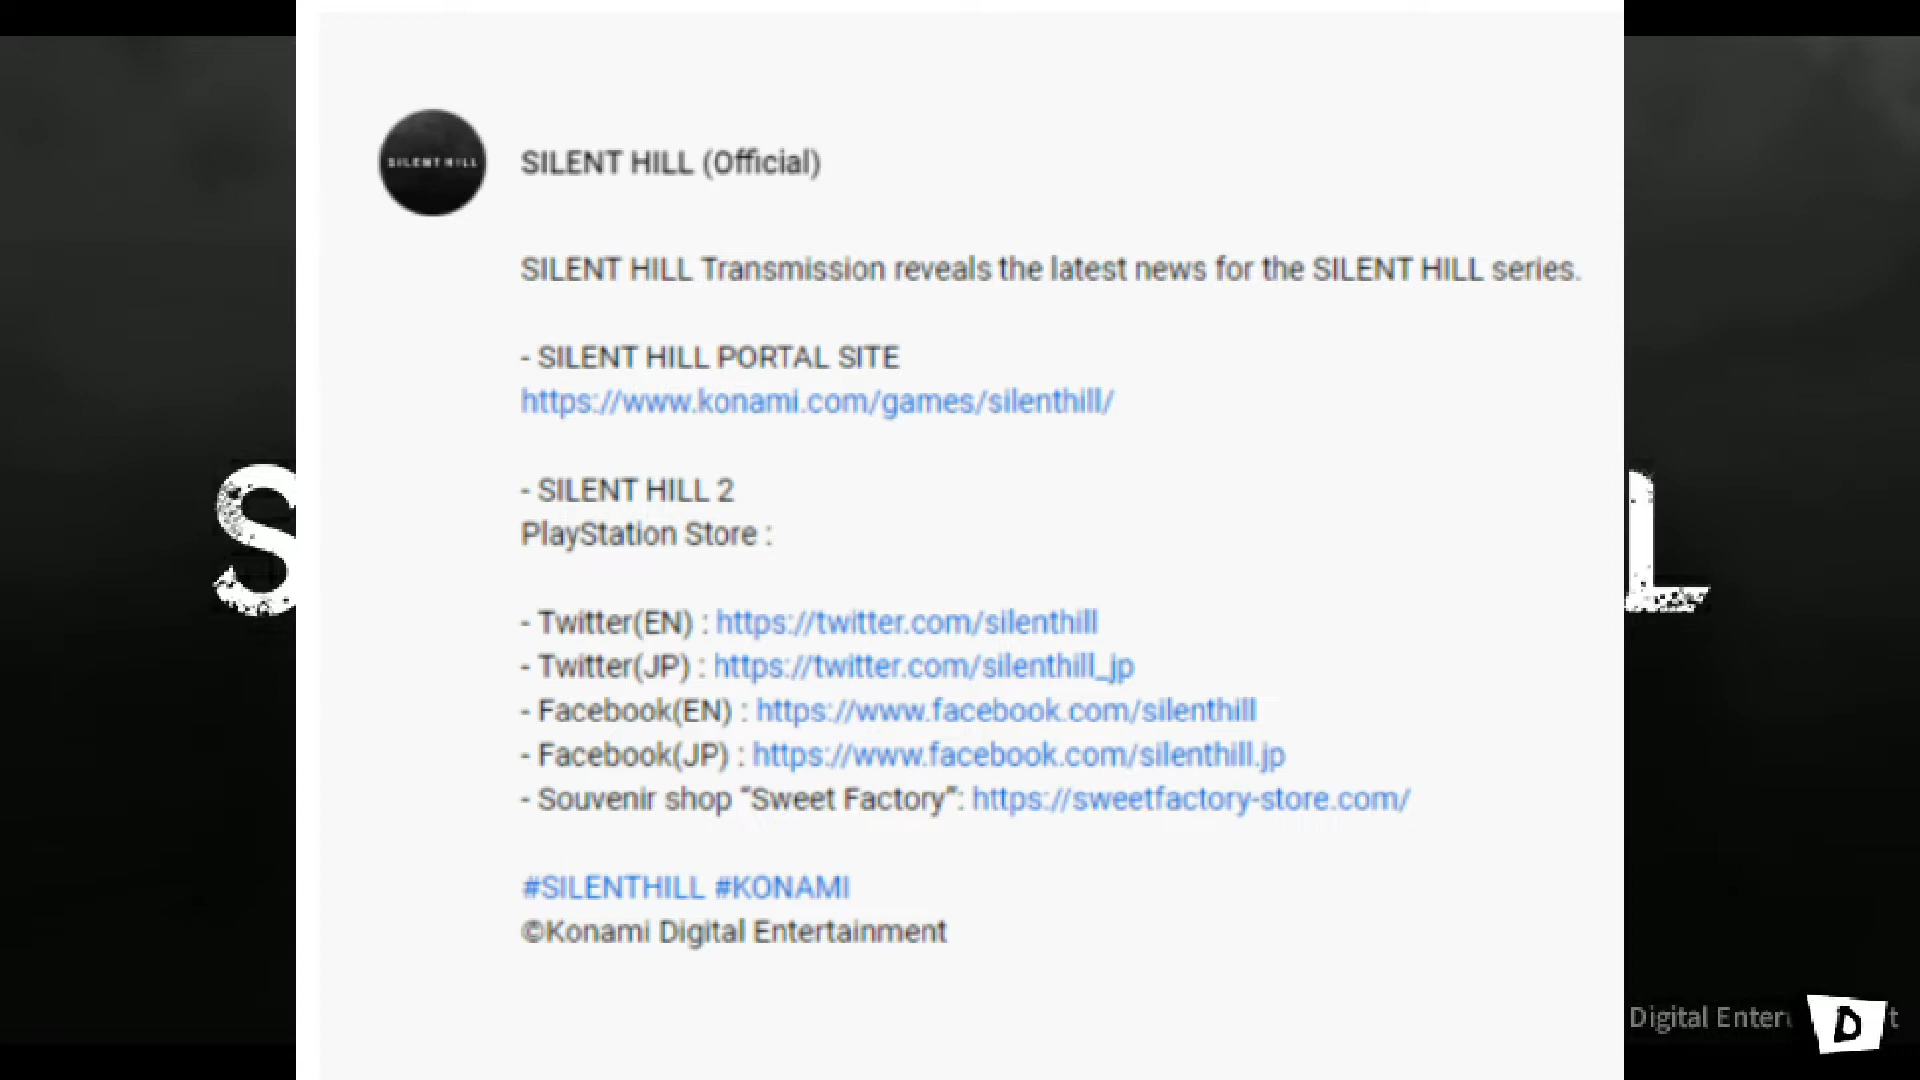 SILENT HILL
SILENT HILL (Official)
SILENT HILL Transmission reveals the latest news for the SILENT HILL series.
- SILENT HILL PORTAL SITE
https://www.konami.com/games/silenthill/
- SILENT HILL 2
PlayStation Store :
- Twitter(EN) : https://twitter.com/silenthill
- Twitter(JP) : https://twitter.com/silenthill_jp
- Facebook(EN) : https://www.facebook.com/silenthill
- Facebook(JP) : https://www.facebook.com/silenthill.jp
- Souvenir shop “Sweet Factory”: https://sweetfactory-store.com/
#SILENTHILL #KONAMI
©Konami Digital Entertainment
S L
Digital Enter t
D